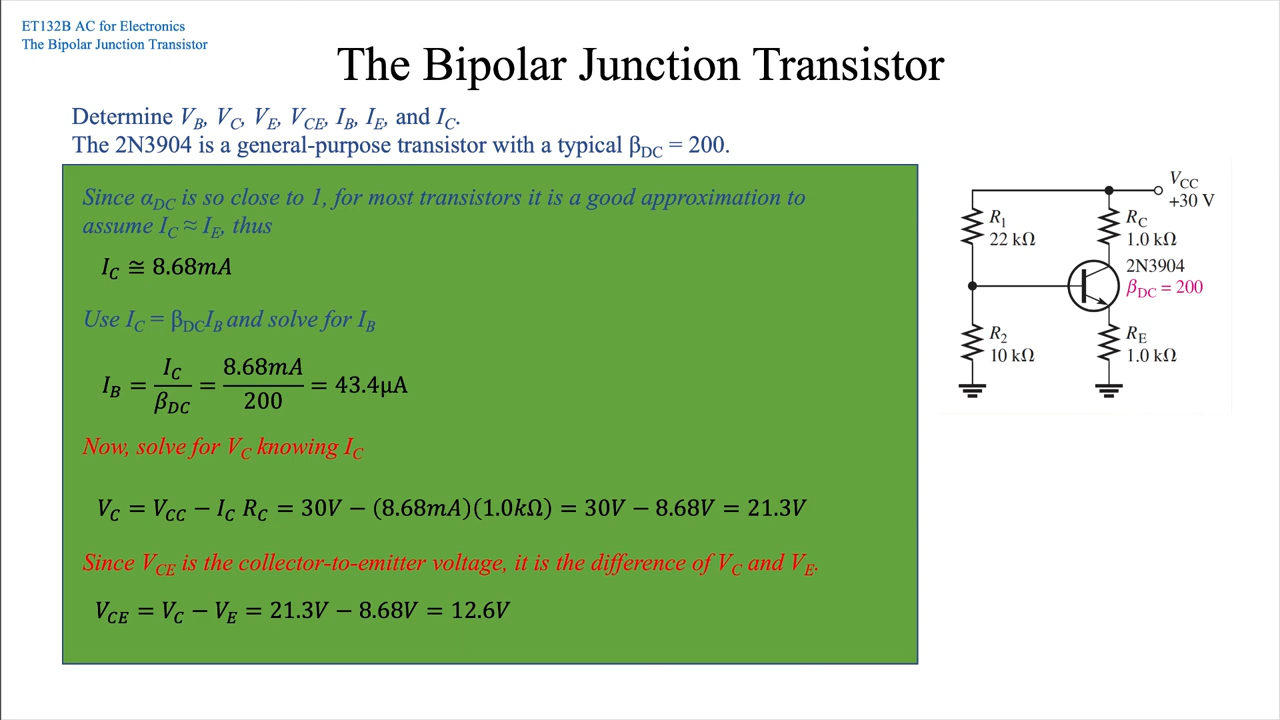 ET132B AC for Electronics
The Bipolar Junction Transistor
The Bipolar Junction Transistor
Determine V_B, V_C, V_E, V_CE, I_B, I_E, and I_C.
The 2N3904 is a general-purpose transistor with a typical β_DC = 200.
Since α_DC is so close to 1, for most transistors it is a good approximation to
assume I_C ≈ I_E, thus
I_C ≅ 8.68mA
Use I_C = β_DC I_B and solve for I_B
I_B = I_C / β_DC = 8.68mA / 200 = 43.4µA
Now, solve for V_C knowing I_C
V_C = V_CC − I_C R_C = 30V − (8.68mA)(1.0kΩ) = 30V − 8.68V = 21.3V
Since V_CE is the collector-to-emitter voltage, it is the difference of V_C and V_E.
V_CE = V_C − V_E = 21.3V − 8.68V = 12.6V
V_CC
+30 V
R_1
22 kΩ
R_C
1.0 kΩ
2N3904
β_DC = 200
R_2
10 kΩ
R_E
1.0 kΩ